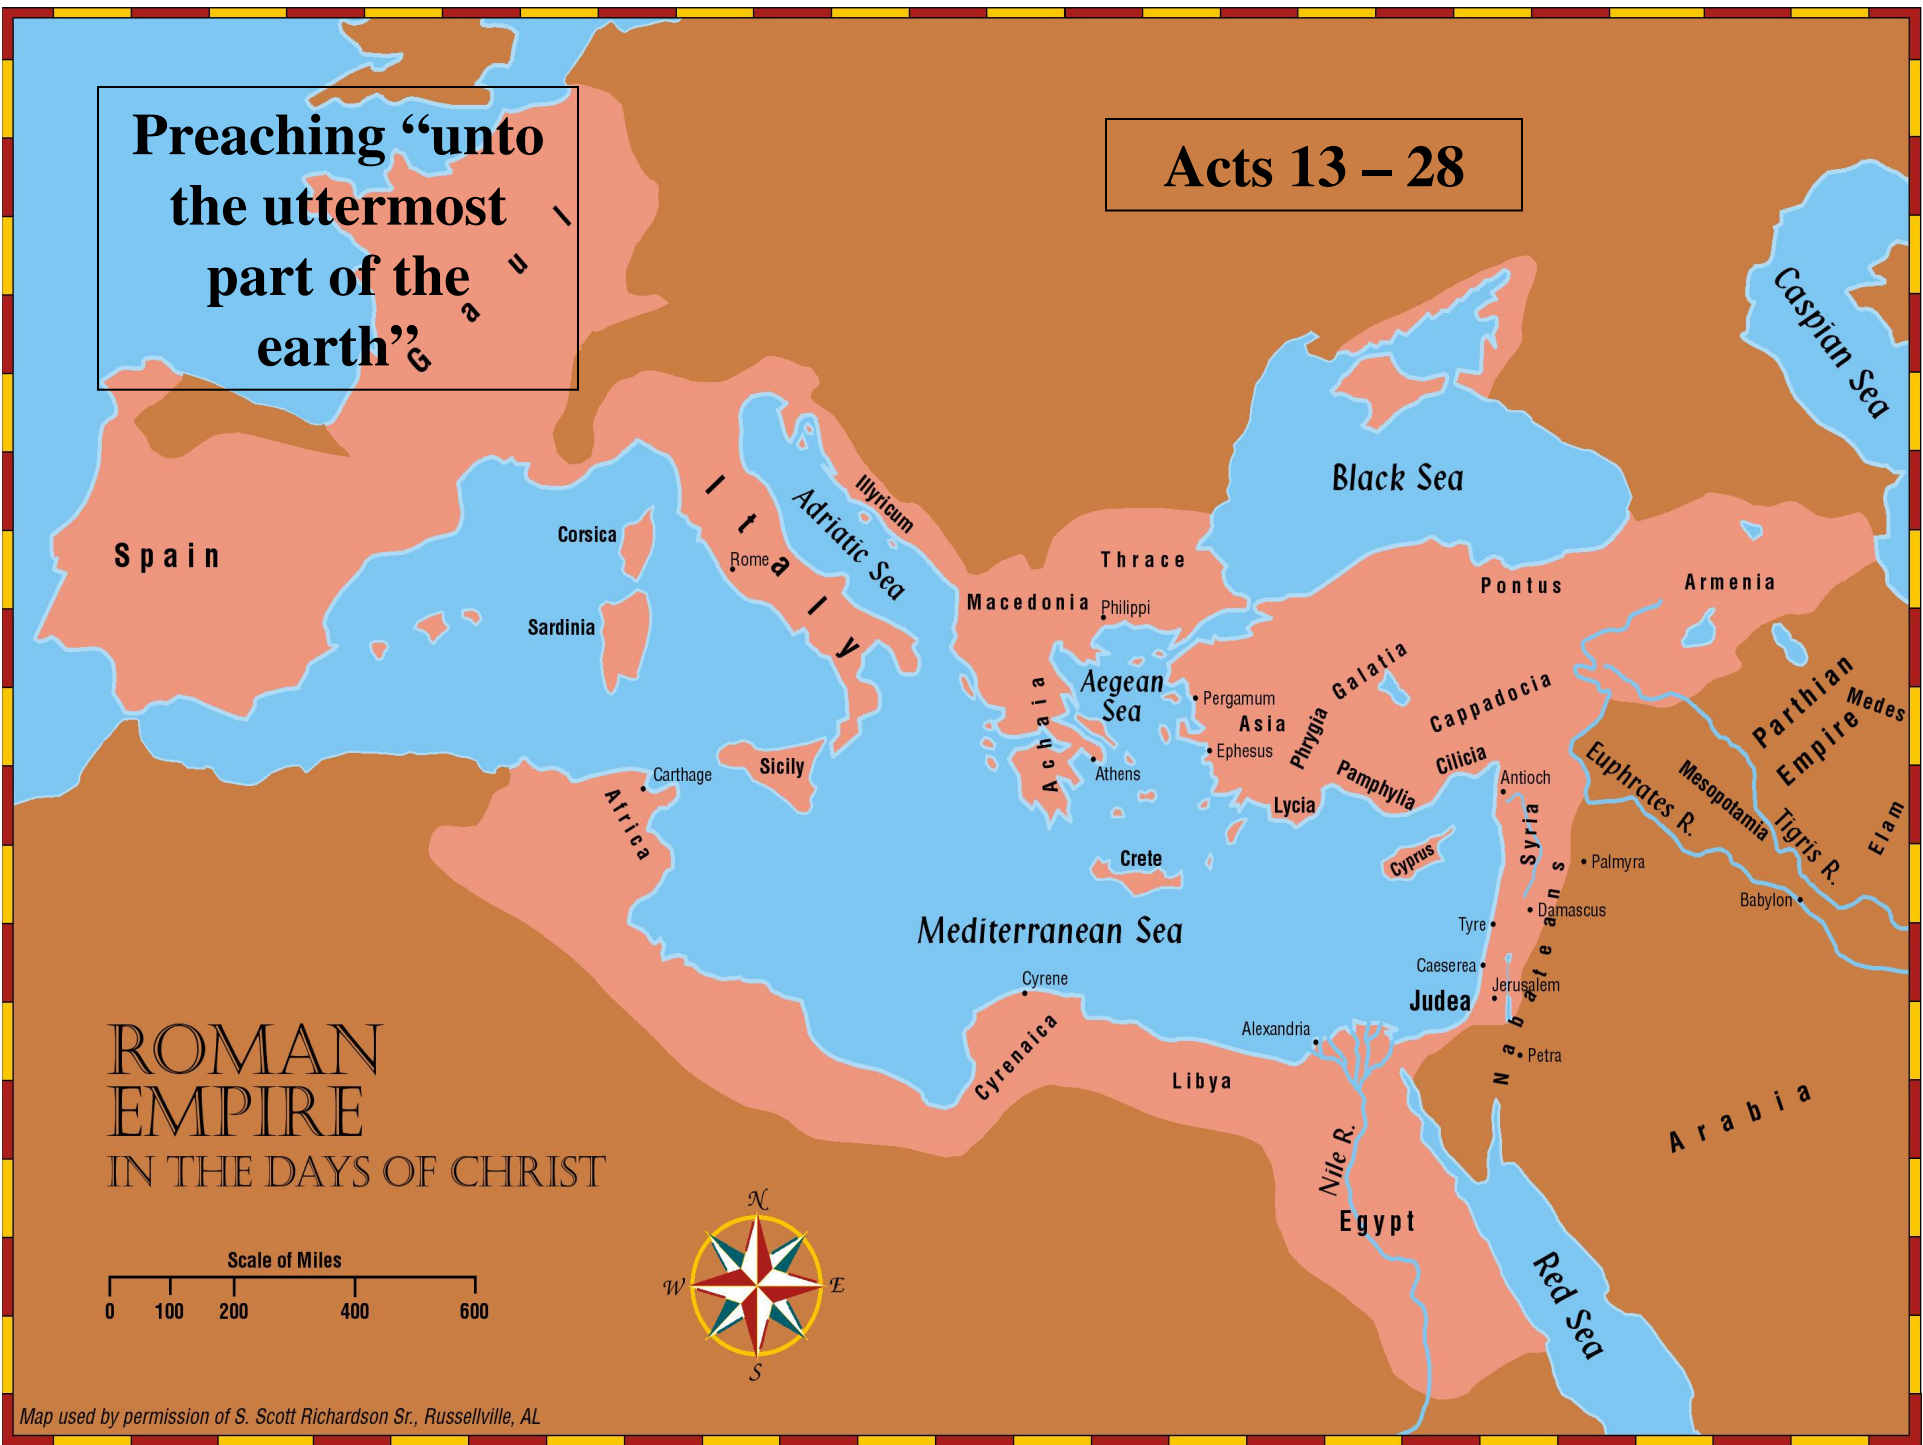 Preaching “unto
the uttermost
part of the
earth”
Acts 13 – 28
Gaul
Caspian Sea
Black Sea
Spain
Corsica
Sardinia
Italy
Rome
Adriatic Sea
Illyricum
Thrace
Macedonia
Philippi
Pontus
Armenia
Aegean
Sea
Achaia
Athens
Pergamum
Asia
Ephesus
Phrygia
Galatia
Cappadocia
Cilicia
Pamphylia
Lycia
Antioch
Syria
Parthian
Empire
Medes
Euphrates R.
Mesopotamia
Tigris R.
Elam
Sicily
Carthage
Africa
Crete
Cyprus
Palmyra
Babylon
Damascus
Tyre
Caeserea
Jerusalem
Judea
Nabateans
Petra
Mediterranean Sea
Cyrene
Cyrenaica
Alexandria
Libya
Nile R.
Egypt
Arabia
Red Sea
ROMAN
EMPIRE
IN THE DAYS OF CHRIST
Scale of Miles
0 100 200 400 600
N
W E
S
Map used by permission of S. Scott Richardson Sr., Russellville, AL